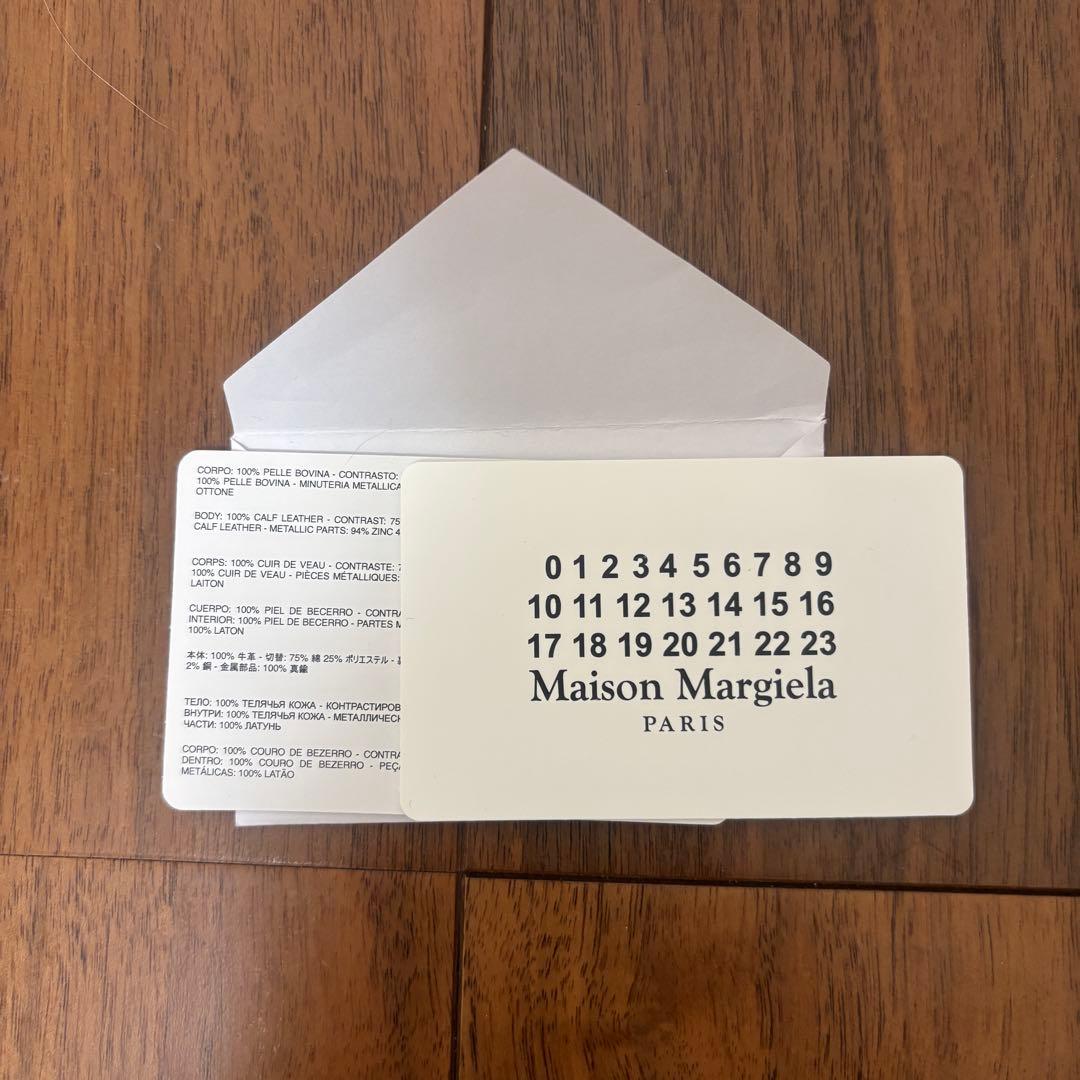 CORPO: 100% PELLE BOVINA - CONTRASTO:
100% PELLE BOVINA - MINUTERIA METALLICA
OTTONE
BODY: 100% CALF LEATHER - CONTRAST: 75
CALF LEATHER - METALLIC PARTS: 94% ZINC 4
CORPS: 100% CUIR DE VEAU - CONTRASTE: 7
100% CUIR DE VEAU - PIÈCES MÉTALLIQUES:
LAITON
CUERPO: 100% PIEL DE BECERRO - CONTRA
INTERIOR: 100% PIEL DE BECERRO - PARTES M
100% LATON
本体: 100% 牛革 - 切替: 75% 綿 25% ポリエステル -
2% 銅 - 金属部品: 100% 真鍮
ТЕЛО: 100% ТЕЛЯЧЬЯ КОЖА - КОНТРАСТИРОВ
ВНУТРИ: 100% ТЕЛЯЧЬЯ КОЖА - МЕТАЛЛИЧЕСК
ЧАСТИ: 100% ЛАТУНЬ
CORPO: 100% COURO DE BEZERRO - CONTRA
DENTRO: 100% COURO DE BEZERRO - PEÇA
METÁLICAS: 100% LATÃO
0 1 2 3 4 5 6 7 8 9
10 11 12 13 14 15 16
17 18 19 20 21 22 23
Maison Margiela
PARIS